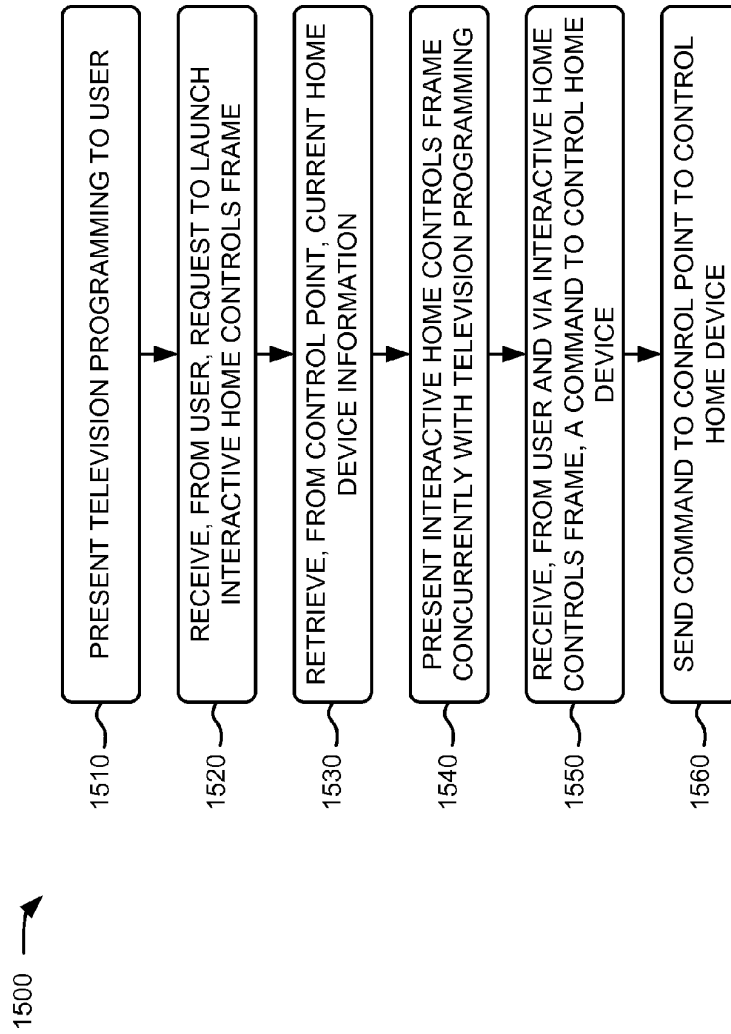 1500
1510
PRESENT TELEVISION PROGRAMMING TO USER
1520
RECEIVE, FROM USER, REQUEST TO LAUNCH
INTERACTIVE HOME CONTROLS FRAME
1530
RETRIEVE, FROM CONTROL POINT, CURRENT HOME
DEVICE INFORMATION
1540
PRESENT INTERACTIVE HOME CONTROLS FRAME
CONCURRENTLY WITH TELEVISION PROGRAMMING
1550
RECEIVE, FROM USER AND VIA INTERACTIVE HOME
CONTROLS FRAME, A COMMAND TO CONTROL HOME
DEVICE
1560
SEND COMMAND TO CONROL POINT TO CONTROL
HOME DEVICE